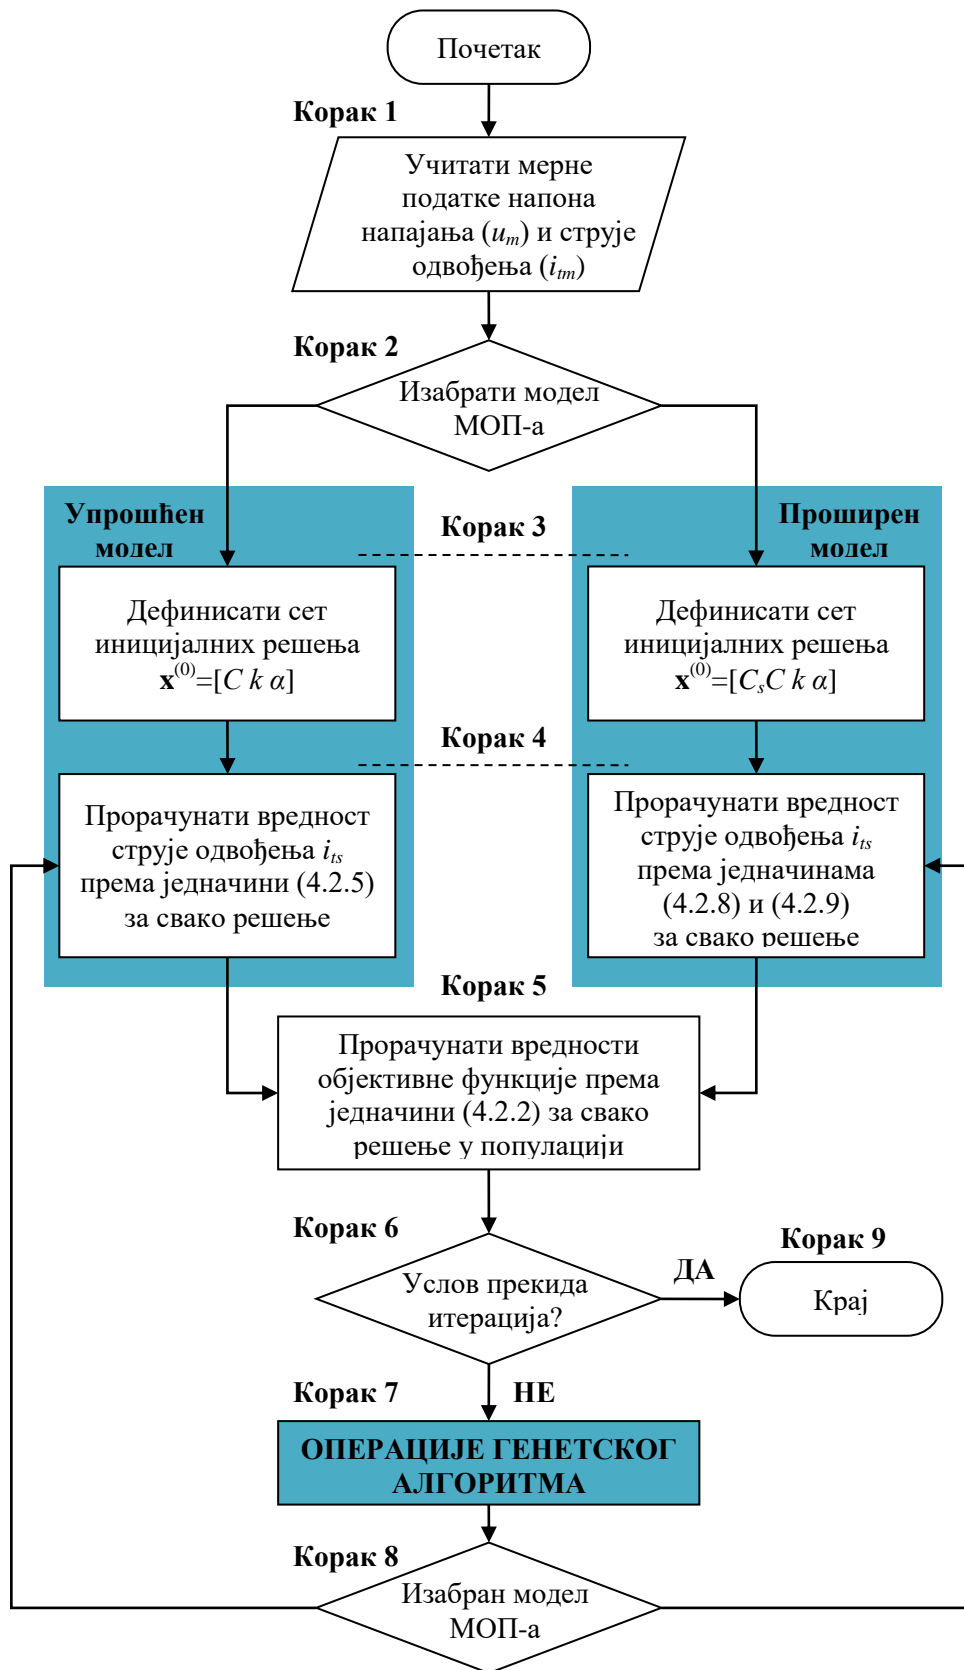 Почетак
Корак 1
Учитати мерне
податке напона
напајања (u_m) и струје
одвођења (i_tm)
Корак 2
Изабрати модел
МОП-а
Упрошћен
модел
Корак 3
Проширен
модел
Дефинисати сет
иницијалних решења
x^(0)=[C k α]
Дефинисати сет
иницијалних решења
x^(0)=[C_s C k α]
Корак 4
Прорачунати вредност
струје одвођења i_ts
према једначини (4.2.5)
за свако решење
Прорачунати вредност
струје одвођења i_ts
према једначинама
(4.2.8) и (4.2.9)
за свако решење
Корак 5
Прорачунати вредности
објективне функције према
једначини (4.2.2) за свако
решење у популацији
Корак 6
Услов прекида
итерација?
ДА
Корак 9
Крај
Корак 7
НЕ
ОПЕРАЦИЈЕ ГЕНЕТСКОГ
АЛГОРИТМА
Корак 8
Изабран модел
МОП-а